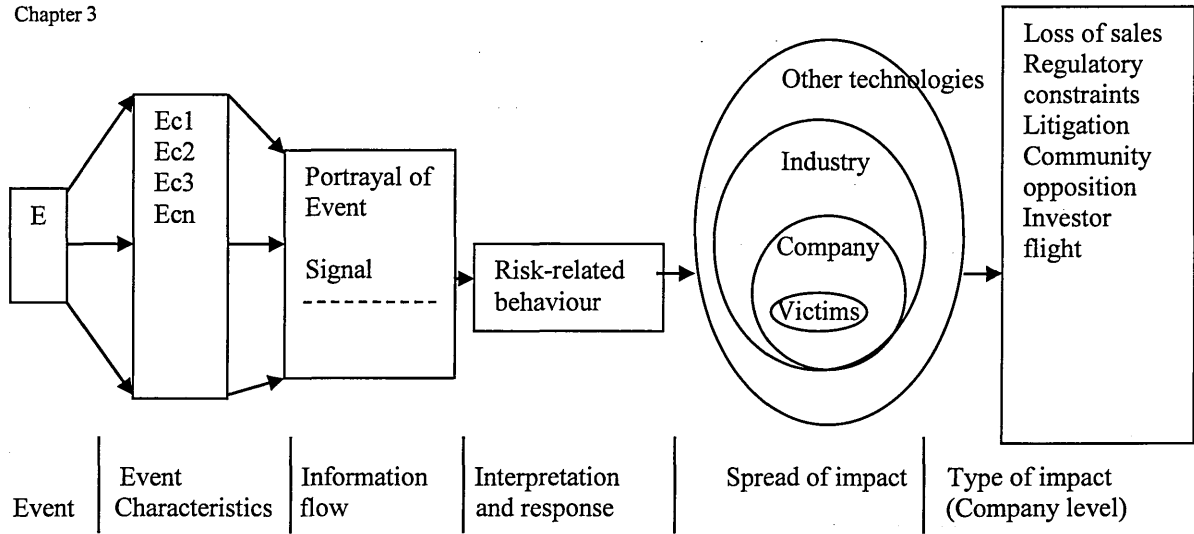 Chapter 3
E
Ec1
Ec2
Ec3
Ecn
Portrayal of
Event
Signal
Risk-related
behaviour
Other technologies
Industry
Company
Victims
Loss of sales
Regulatory
constraints
Litigation
Community
opposition
Investor
flight
Event
Event
Characteristics
Information
flow
Interpretation
and response
Spread of impact
Type of impact
(Company level)